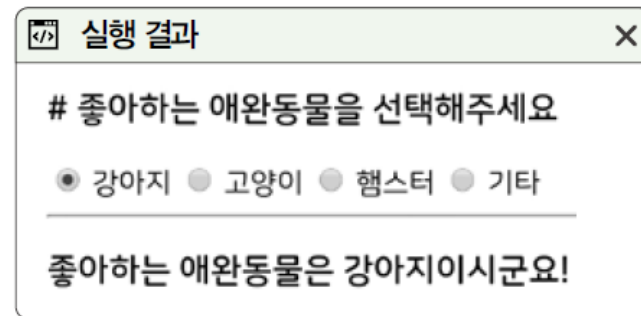 실행 결과
# 좋아하는 애완동물을 선택해주세요
강아지 고양이 햄스터 기타
좋아하는 애완동물은 강아지이시군요!